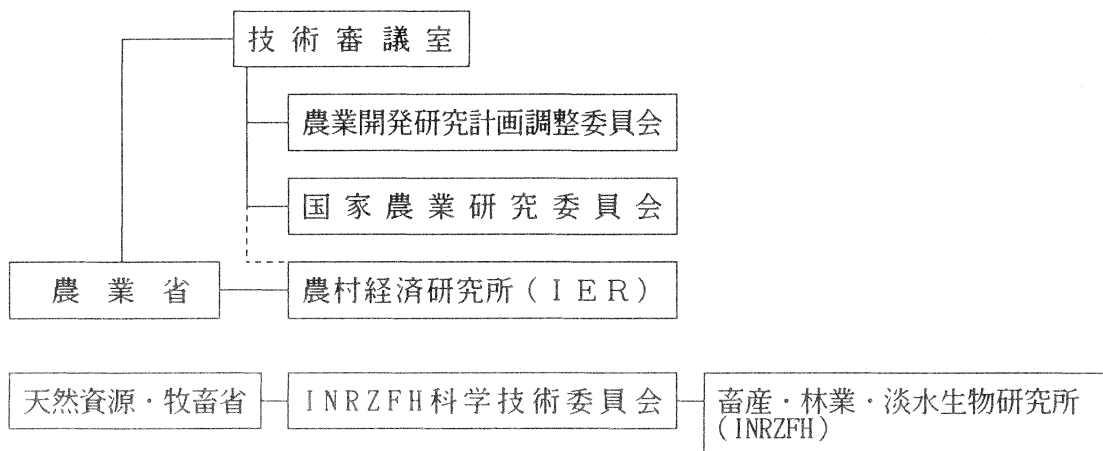 技術審議室
農業開発研究計画調整委員会
国家農業研究委員会
農業省
農村経済研究所(IER)
天然資源・牧畜省
INRZFH科学技術委員会
畜産・林業・淡水生物研究所
(INRZFH)